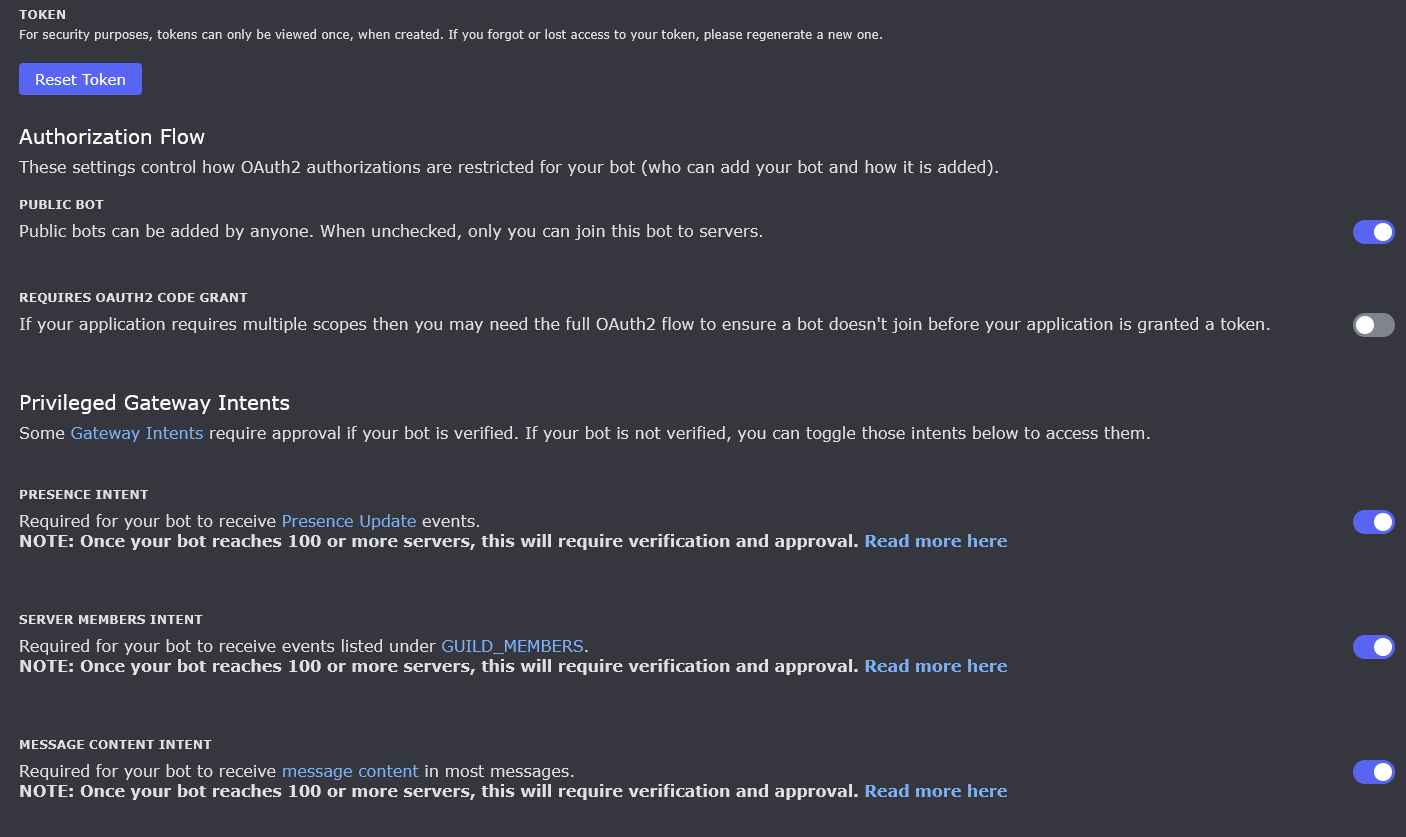 TOKEN
For security purposes, tokens can only be viewed once, when created. If you forgot or lost access to your token, please regenerate a new one.
Reset Token
Authorization Flow
These settings control how OAuth2 authorizations are restricted for your bot (who can add your bot and how it is added).
PUBLIC BOT
Public bots can be added by anyone. When unchecked, only you can join this bot to servers.
REQUIRES OAUTH2 CODE GRANT
If your application requires multiple scopes then you may need the full OAuth2 flow to ensure a bot doesn't join before your application is granted a token.
Privileged Gateway Intents
Some Gateway Intents require approval if your bot is verified. If your bot is not verified, you can toggle those intents below to access them.
PRESENCE INTENT
Required for your bot to receive Presence Update events.
NOTE: Once your bot reaches 100 or more servers, this will require verification and approval. Read more here
SERVER MEMBERS INTENT
Required for your bot to receive events listed under GUILD_MEMBERS.
NOTE: Once your bot reaches 100 or more servers, this will require verification and approval. Read more here
MESSAGE CONTENT INTENT
Required for your bot to receive message content in most messages.
NOTE: Once your bot reaches 100 or more servers, this will require verification and approval. Read more here